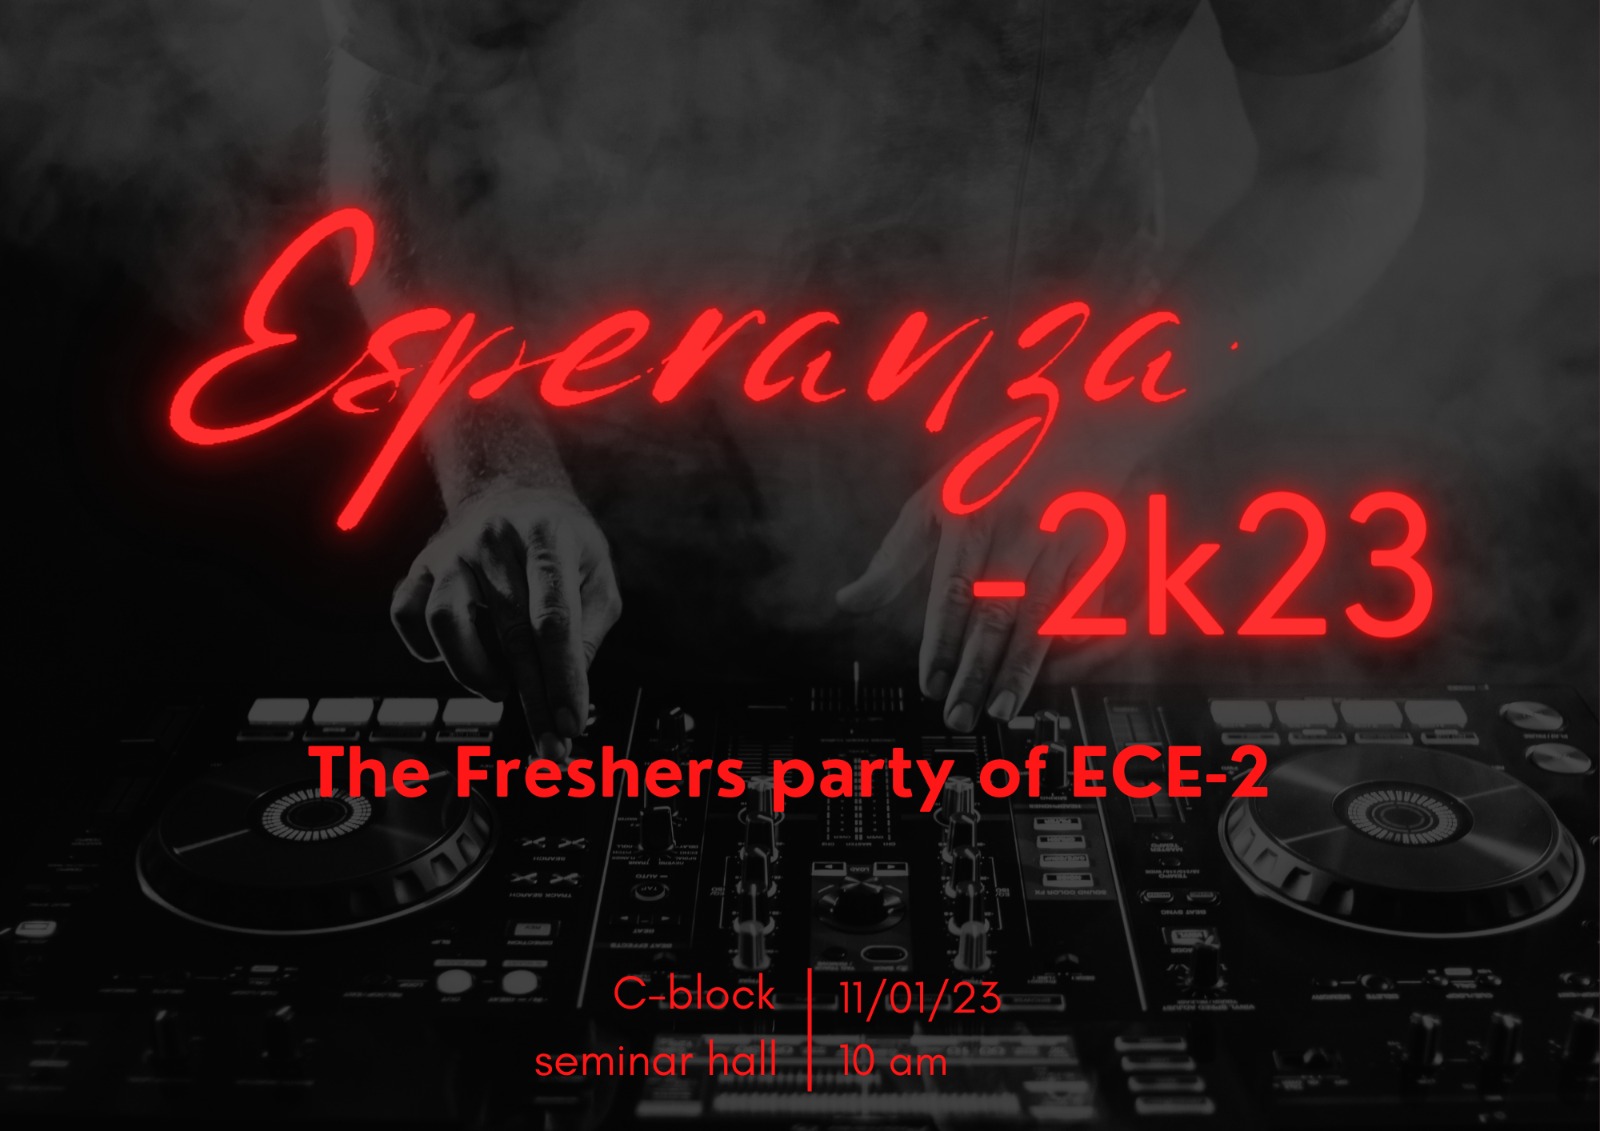 Esperanza
-2k23
The Freshers party of ECE-2
C-block
seminar hall
11/01/23
10 am